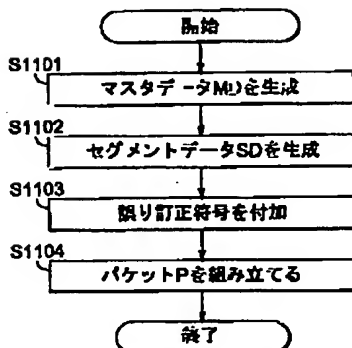 開始
S1101
マスタデータMDを生成
S1102
セグメントデータSDを生成
S1103
誤り訂正符号を付加
S1104
パケットPを組み立てる
終了